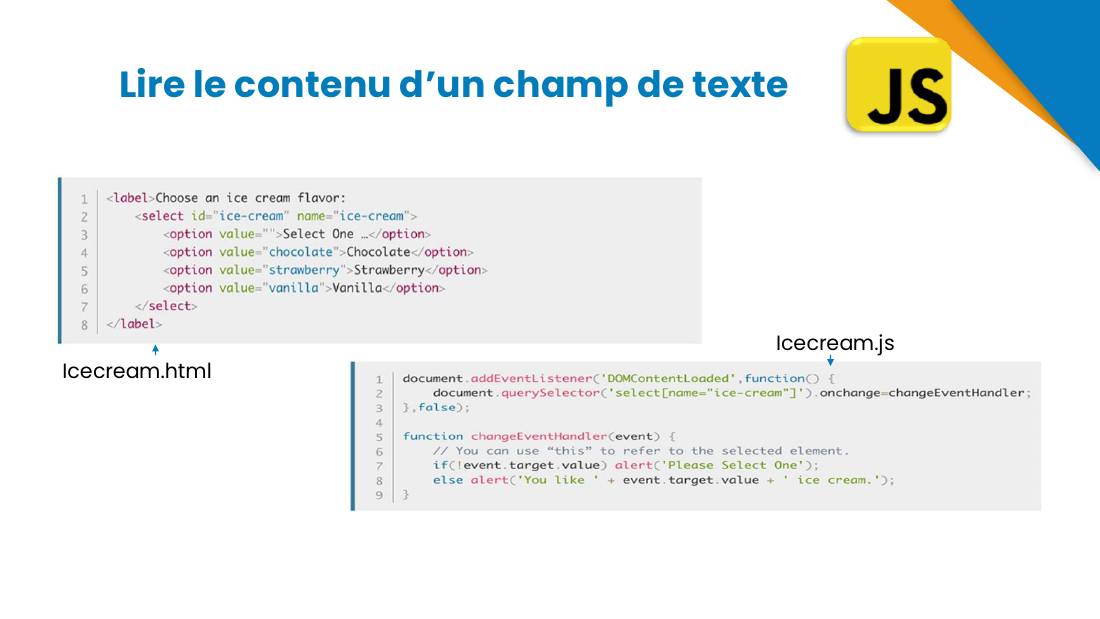 Lire le contenu d’un champ de texte
JS
1 <label>Choose an ice cream flavor:
2 <select id="ice-cream" name="ice-cream">
3 <option value="">Select One …</option>
4 <option value="chocolate">Chocolate</option>
5 <option value="strawberry">Strawberry</option>
6 <option value="vanilla">Vanilla</option>
7 </select>
8 </label>
Icecream.html
Icecream.js
1 document.addEventListener('DOMContentLoaded',function() {
2 document.querySelector('select[name="ice-cream"]').onchange=changeEventHandler;
3 },false);
4
5 function changeEventHandler(event) {
6 // You can use “this” to refer to the selected element.
7 if(!event.target.value) alert('Please Select One');
8 else alert('You like ' + event.target.value + ' ice cream.');
9 }